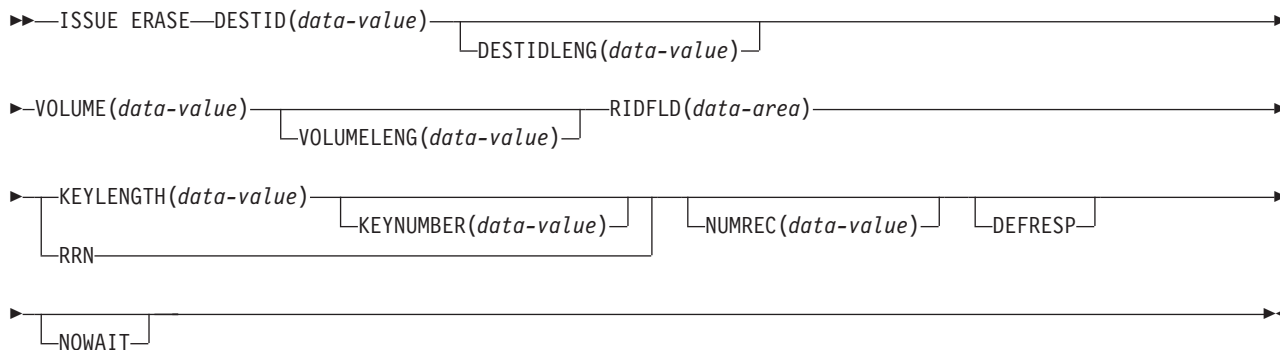 ISSUE ERASE DESTID(data-value)
DESTIDLENG(data-value)
VOLUME(data-value) RIDFLD(data-area)
VOLUMELENG(data-value)
KEYLENGTH(data-value)
KEYNUMBER(data-value) NUMREC(data-value) DEFRESP
RRN
NOWAIT